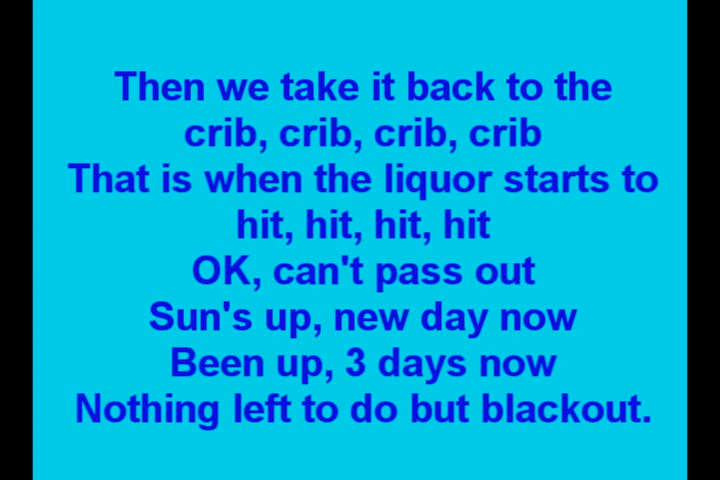 Then we take it back to the
crib, crib, crib, crib
That is when the liquor starts to
hit, hit, hit, hit
OK, can't pass out
Sun's up, new day now
Been up, 3 days now
Nothing left to do but blackout.